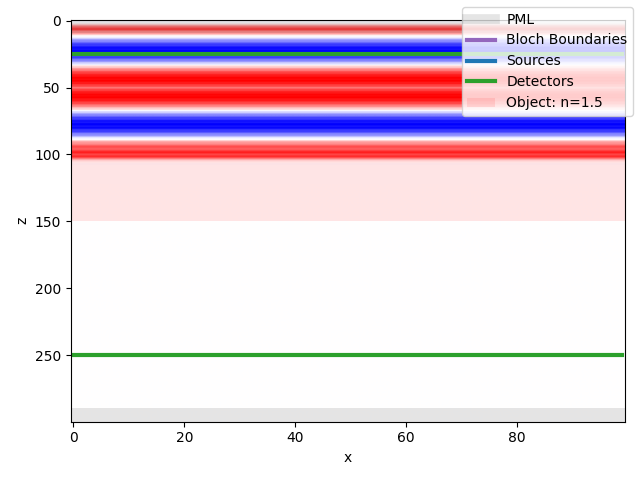 PML
Bloch Boundaries
Sources
Detectors
Object: n=1.5
0
50
100
150
200
250
z
0 20 40 60 80
x